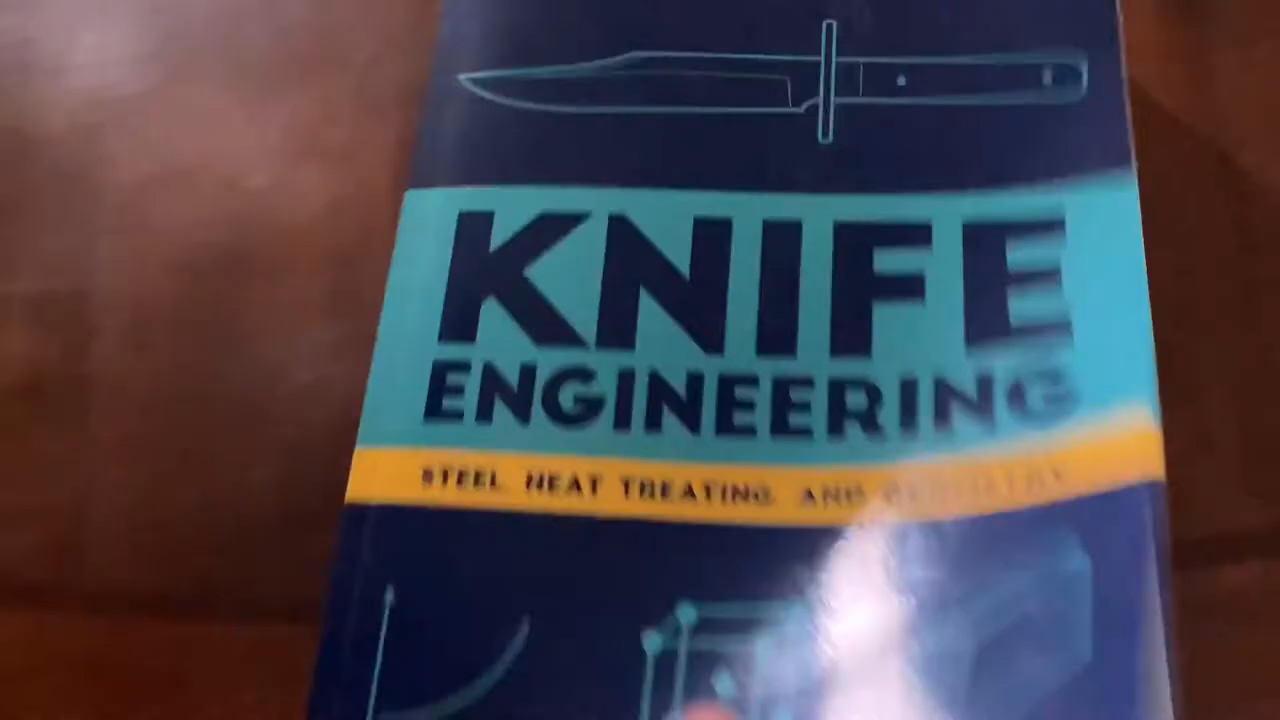 KNIFE
ENGINEERING
STEEL, HEAT TREATING, AND